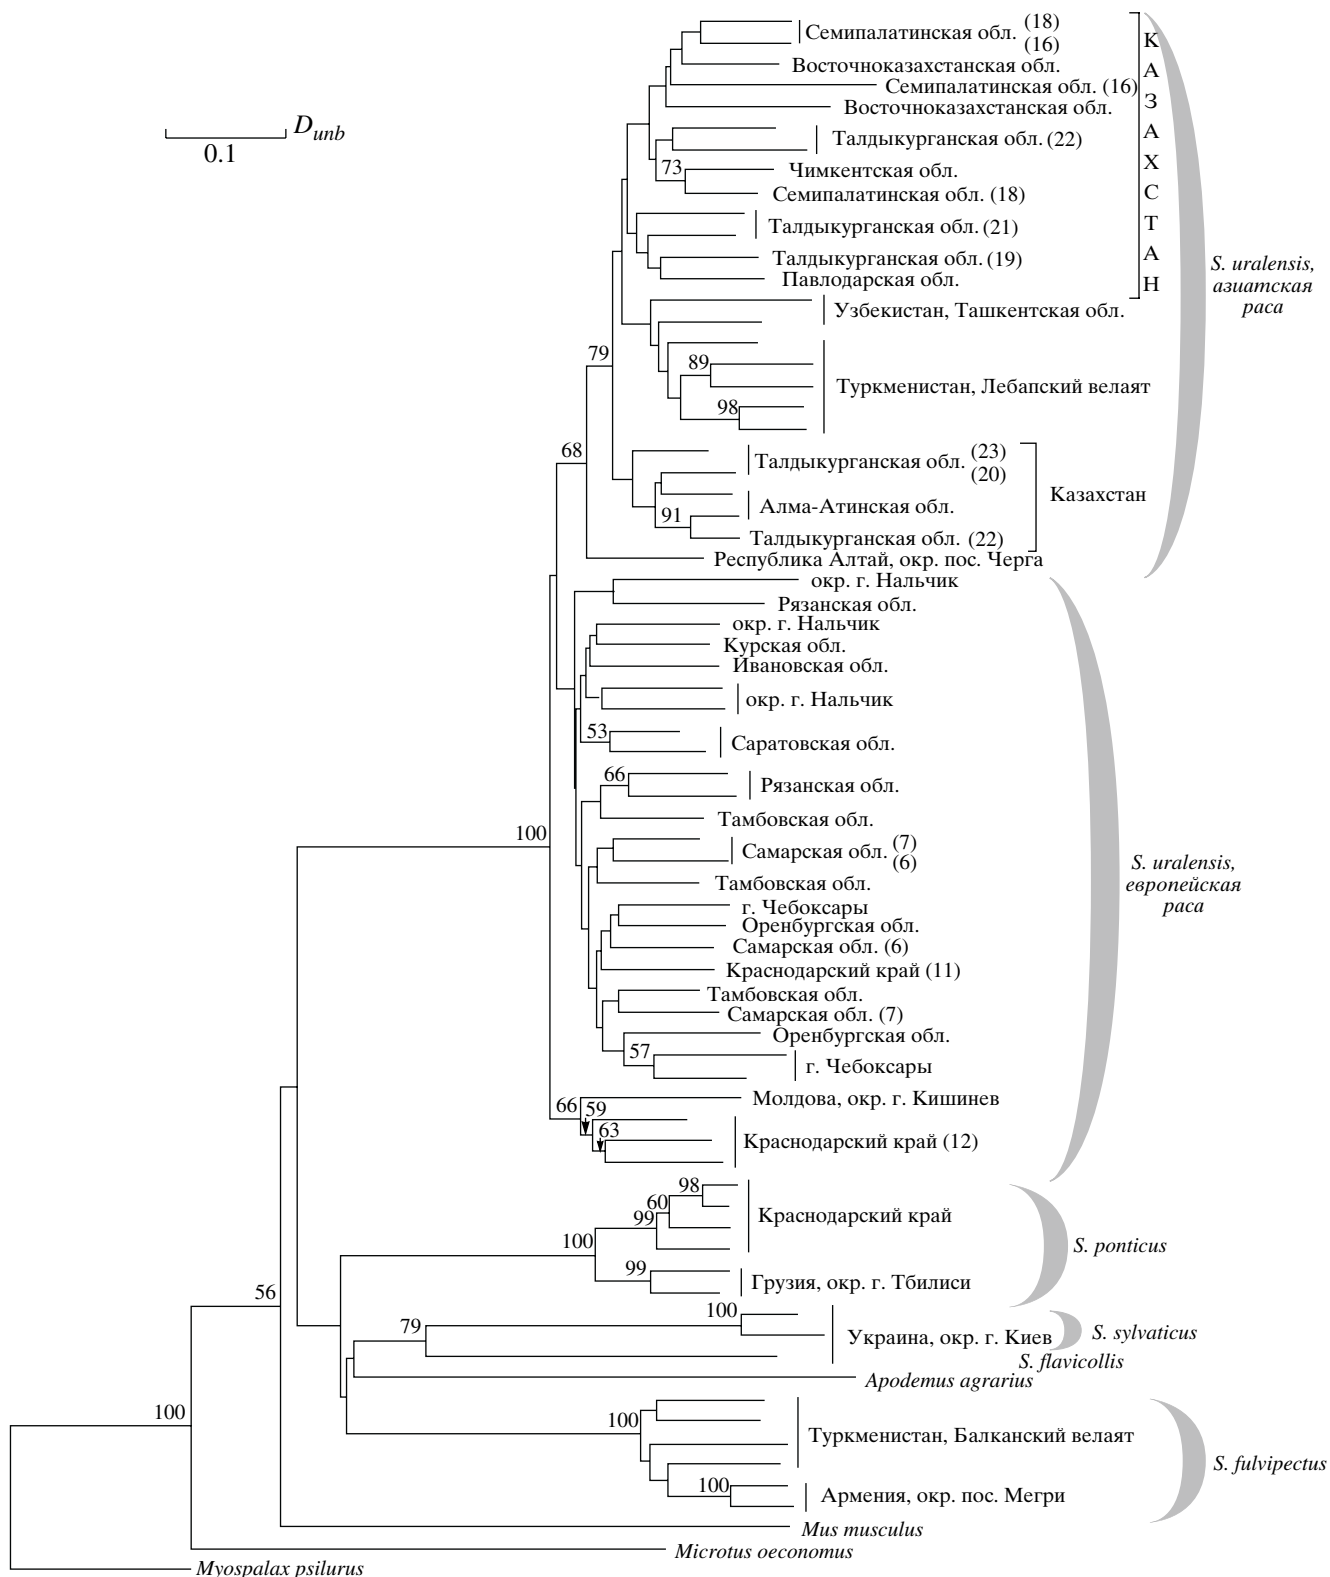 Семипалатинская обл. (18)
(16)
Восточноказахстанская обл.
Семипалатинская обл. (16)
Восточноказахстанская обл.
Талдыкурганская обл. (22)
73
Чимкентская обл.
Семипалатинская обл. (18)
Талдыкурганская обл. (21)
Талдыкурганская обл. (19)
Павлодарская обл.
КАЗАХСТАН
D unb
0.1
S. uralensis,
азиатская
раса
Узбекистан, Ташкентская обл.
79
89
Туркменистан, Лебапский велаят
98
68
Талдыкурганская обл. (23)
(20)
Казахстан
Алма-Атинская обл.
91
Талдыкурганская обл. (22)
Республика Алтай, окр. пос. Черга
окр. г. Нальчик
Рязанская обл.
окр. г. Нальчик
Курская обл.
Ивановская обл.
окр. г. Нальчик
53
Саратовская обл.
66
Рязанская обл.
Тамбовская обл.
100
Самарская обл. (7)
(6)
Тамбовская обл.
S. uralensis,
европейская
раса
г. Чебоксары
Оренбургская обл.
Самарская обл. (6)
Краснодарский край (11)
Тамбовская обл.
Самарская обл. (7)
Оренбургская обл.
57
г. Чебоксары
Молдова, окр. г. Кишинев
66
59
63
Краснодарский край (12)
98
60
99
Краснодарский край
100
S. ponticus
99
Грузия, окр. г. Тбилиси
56
100
79
Украина, окр. г. Киев
S. sylvaticus
S. flavicollis
Apodemus agrarius
100
100
Туркменистан, Балканский велаят
S. fulvipectus
100
Армения, окр. пос. Мегри
Mus musculus
Microtus oeconomus
Myospalax psilurus